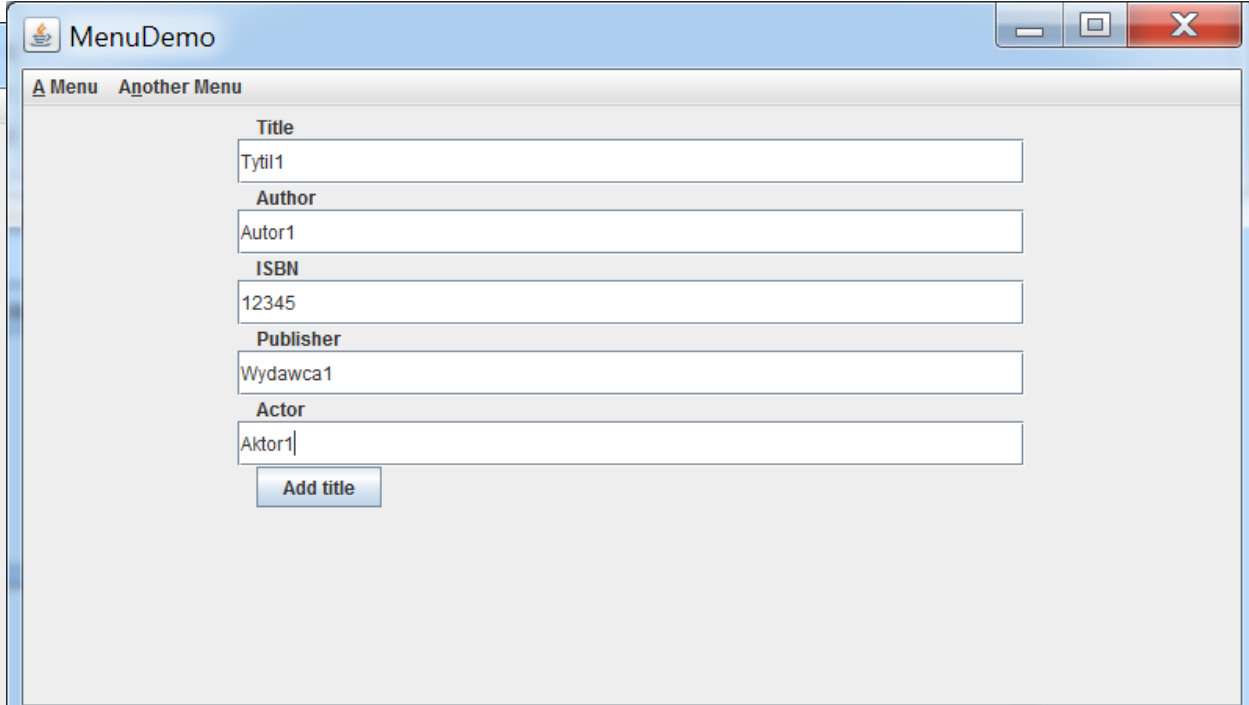 MenuDemo
A Menu Another Menu
Title
Tytil1
Author
Autor1
ISBN
12345
Publisher
Wydawca1
Actor
Aktor1
Add title